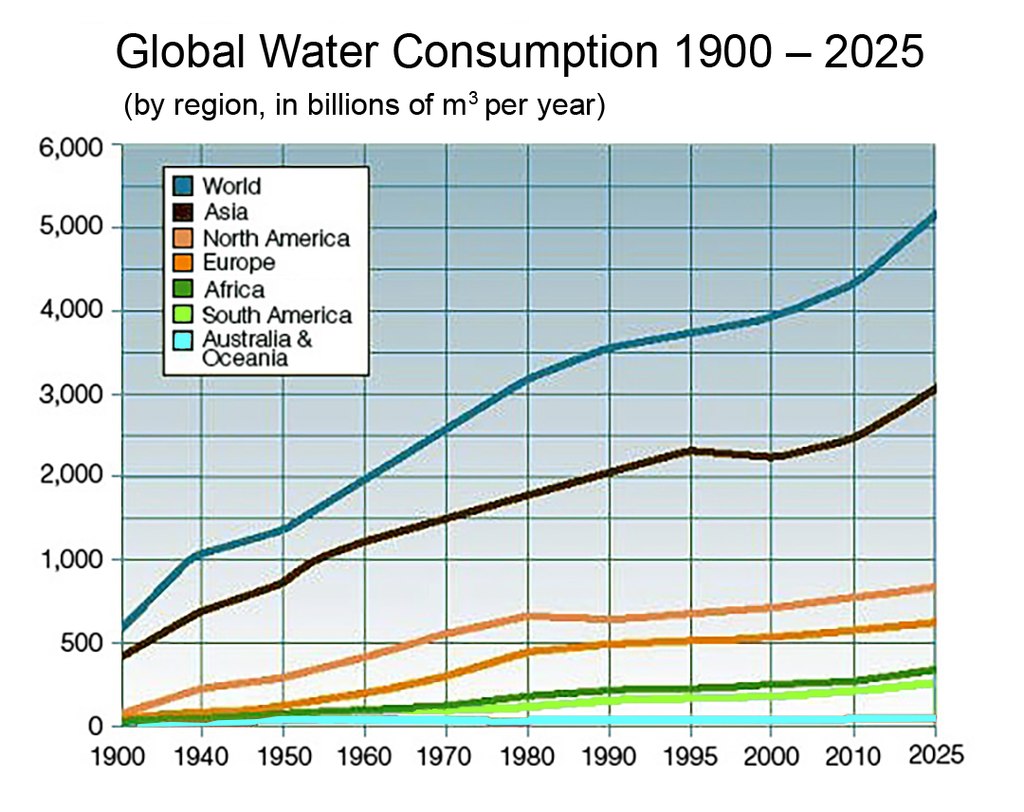 Global Water Consumption 1900 – 2025
(by region, in billions of m³ per year)
6,000
5,000
4,000
3,000
2,000
1,000
500
0
World
Asia
North America
Europe
Africa
South America
Australia &
Oceania
1900 1940 1950 1960 1970 1980 1990 1995 2000 2010 2025